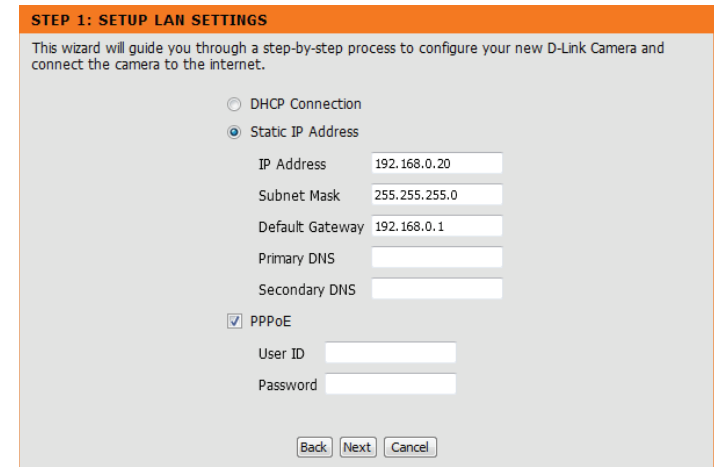 STEP 1: SETUP LAN SETTINGS
This wizard will guide you through a step-by-step process to configure your new D-Link Camera and
connect the camera to the internet.
DHCP Connection
Static IP Address
IP Address 192.168.0.20
Subnet Mask 255.255.255.0
Default Gateway 192.168.0.1
Primary DNS
Secondary DNS
PPPoE
User ID
Password
Back Next Cancel